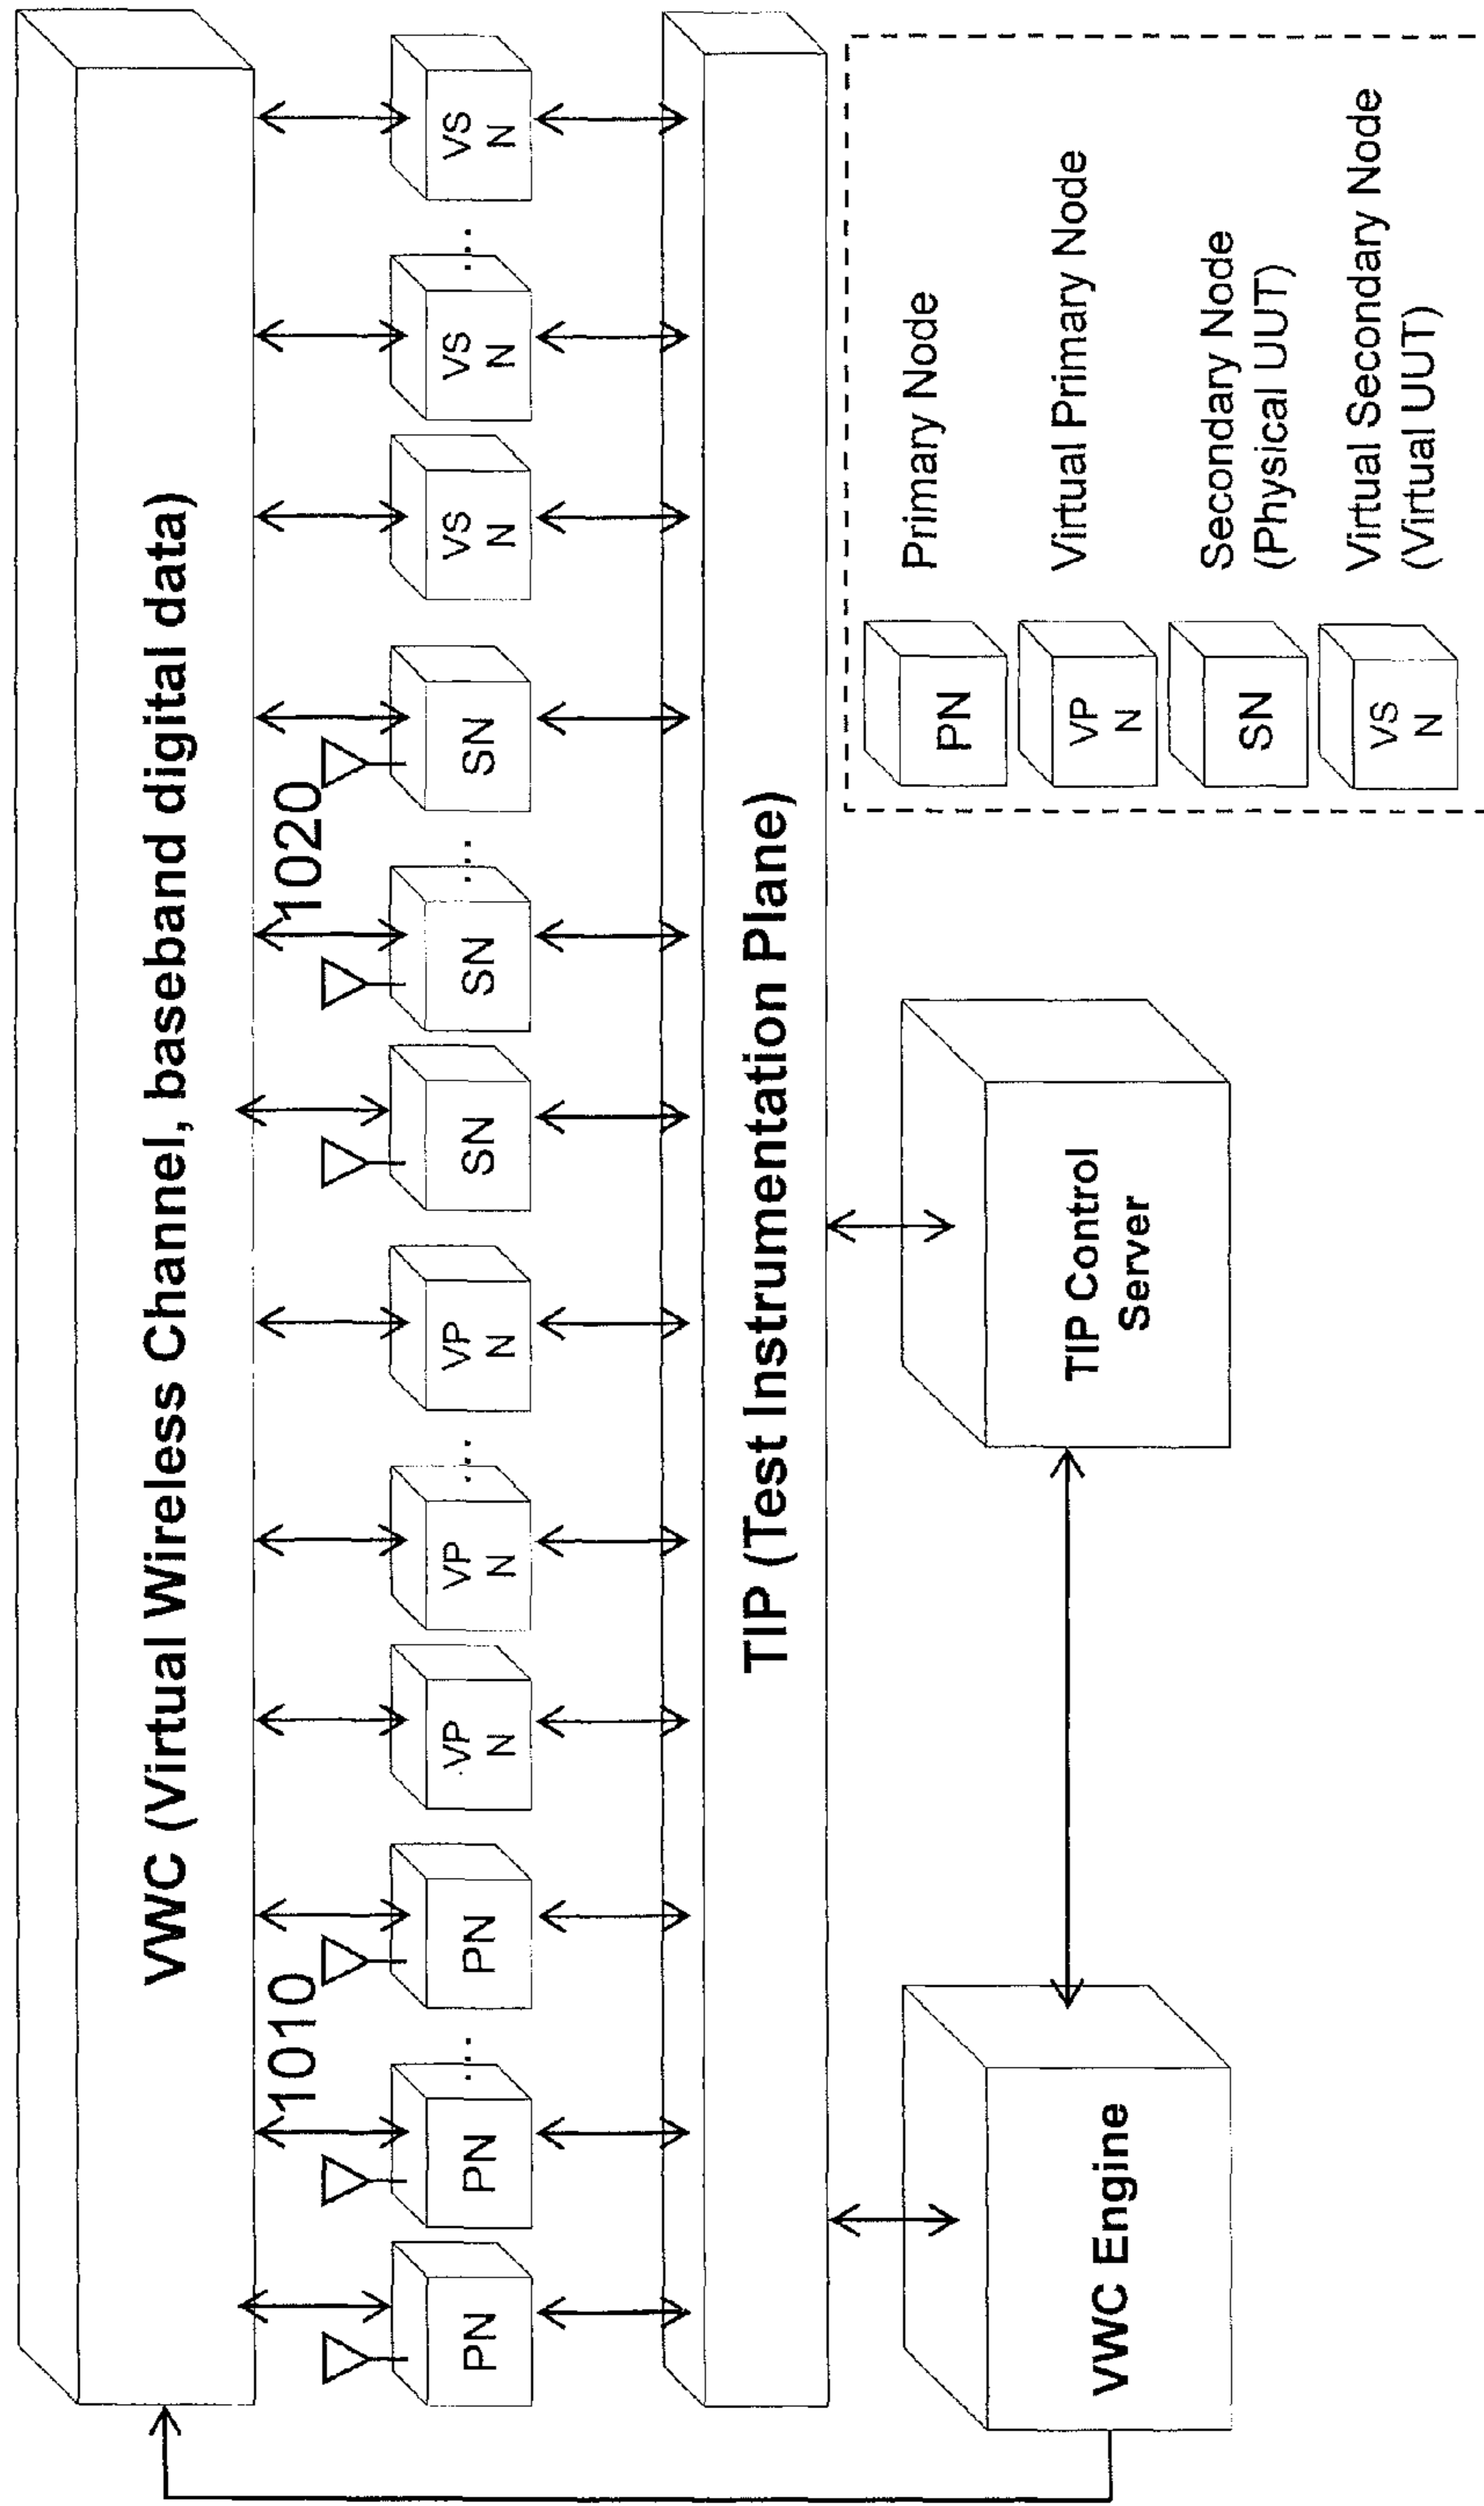 VWC (Virtual Wireless Channel, baseband digital data)
1010
1020
PN
PN
...
PN
VP
N
VP
N
...
VP
N
SN
SN
...
SN
VS
N
VS
N
...
VS
N
TIP (Test Instrumentation Plane)
VWC Engine
TIP Control
Server
PN
Primary Node
VP
N
Virtual Primary Node
SN
Secondary Node
(Physical UUT)
VS
N
Virtual Secondary Node
(Virtual UUT)